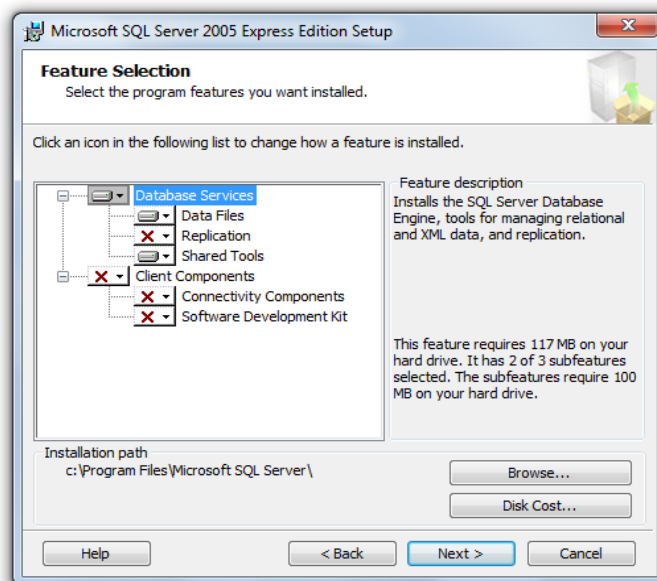 Microsoft SQL Server 2005 Express Edition Setup
Feature Selection
Select the program features you want installed.
Click an icon in the following list to change how a feature is installed.
Database Services
Data Files
Replication
Shared Tools
Client Components
Connectivity Components
Software Development Kit
Feature description
Installs the SQL Server Database
Engine, tools for managing relational
and XML data, and replication.
This feature requires 117 MB on your
hard drive. It has 2 of 3 subfeatures
selected. The subfeatures require 100
MB on your hard drive.
Installation path
c:\Program Files\Microsoft SQL Server\
Browse...
Disk Cost...
Help
< Back
Next >
Cancel